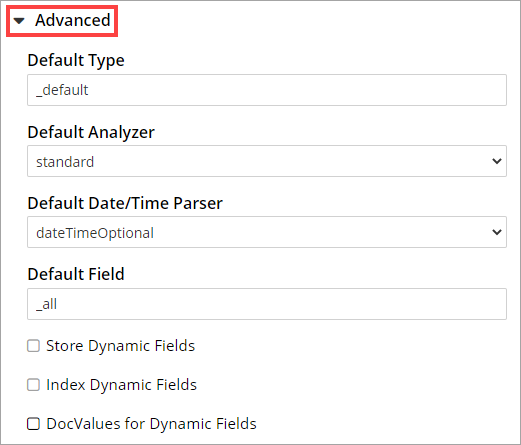 Advanced
Default Type
_default
Default Analyzer
standard
Default Date/Time Parser
dateTimeOptional
Default Field
_all
Store Dynamic Fields
Index Dynamic Fields
DocValues for Dynamic Fields